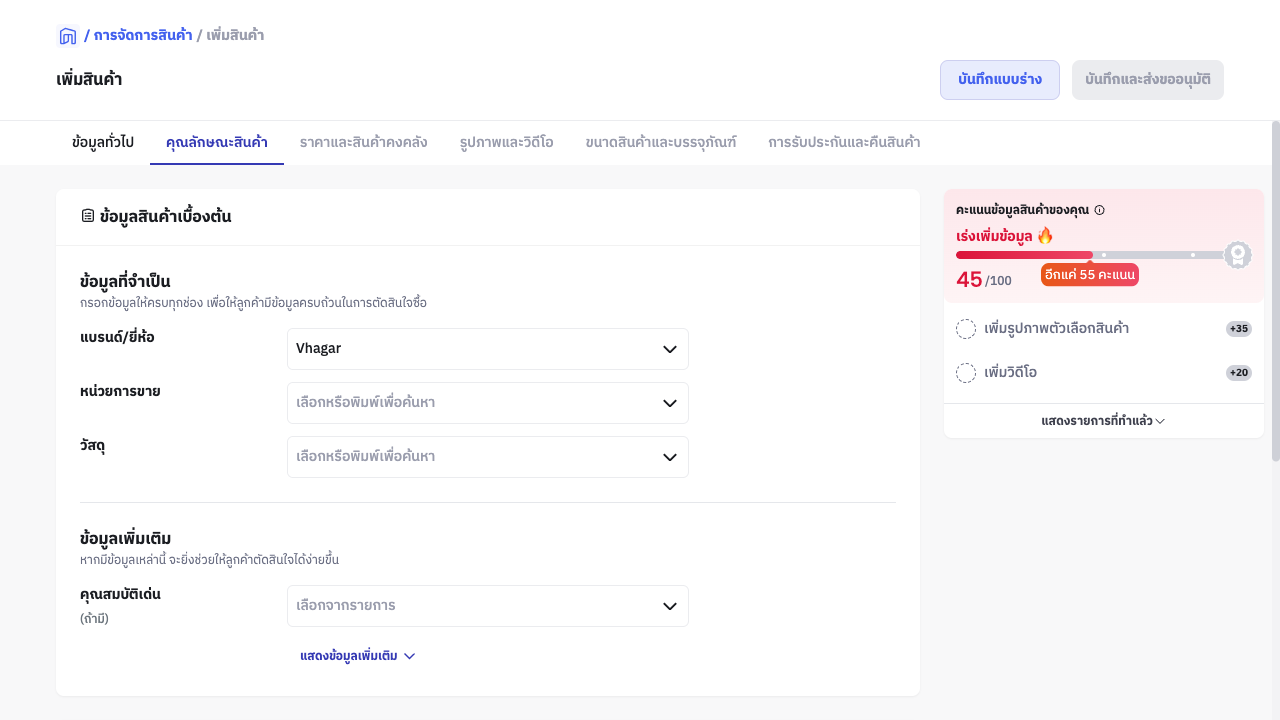 / การจัดการสินค้า / เพิ่มสินค้า
เพิ่มสินค้า
บันทึกแบบร่าง
บันทึกและส่งขออนุมัติ
ข้อมูลทั่วไป
คุณลักษณะสินค้า
ราคาและสินค้าคงคลัง
รูปภาพและวิดีโอ
ขนาดสินค้าและบรรจุภัณฑ์
การรับประกันและคืนสินค้า
ข้อมูลสินค้าเบื้องต้น
ข้อมูลที่จำเป็น
กรอกข้อมูลให้ครบทุกช่อง เพื่อให้ลูกค้ามีข้อมูลครบถ้วนในการตัดสินใจซื้อ
แบรนด์/ยี่ห้อ
Vhagar
หน่วยการขาย
เลือกหรือพิมพ์เพื่อค้นหา
วัสดุ
เลือกหรือพิมพ์เพื่อค้นหา
ข้อมูลเพิ่มเติม
หากมีข้อมูลเหล่านี้ จะยิ่งช่วยให้ลูกค้าตัดสินใจได้ง่ายขึ้น
คุณสมบัติเด่น
(ถ้ามี)
เลือกจากรายการ
แสดงข้อมูลเพิ่มเติม
คะแนนข้อมูลสินค้าของคุณ
เร่งเพิ่มข้อมูล 🔥
45/100
อีกแค่ 55 คะแนน
เพิ่มรูปภาพตัวเลือกสินค้า
+35
เพิ่มวิดีโอ
+20
แสดงรายการที่ทำแล้ว